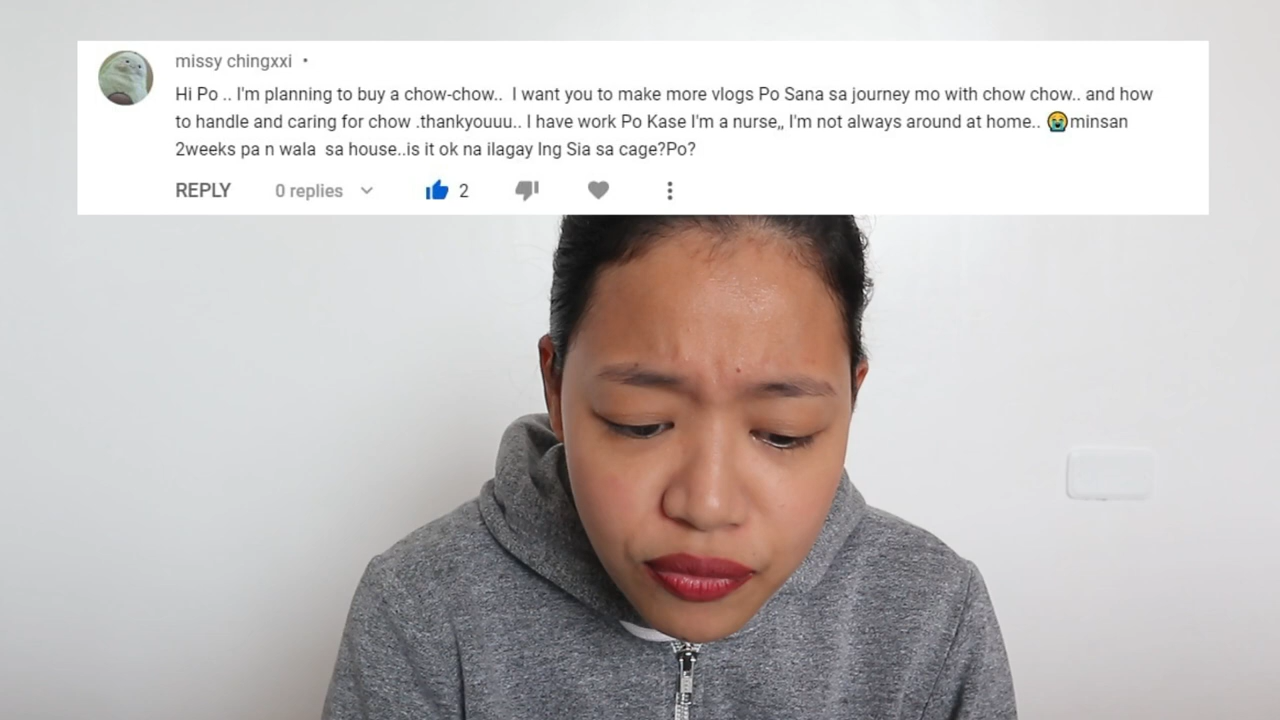 missy chingxxi •
Hi Po .. I'm planning to buy a chow-chow.. I want you to make more vlogs Po Sana sa journey mo with chow chow.. and how
to handle and caring for chow .thankyouuu.. I have work Po Kase I'm a nurse,, I'm not always around at home.. 😭minsan
2weeks pa n wala sa house..is it ok na ilagay lng Sia sa cage?Po?
REPLY 0 replies 2